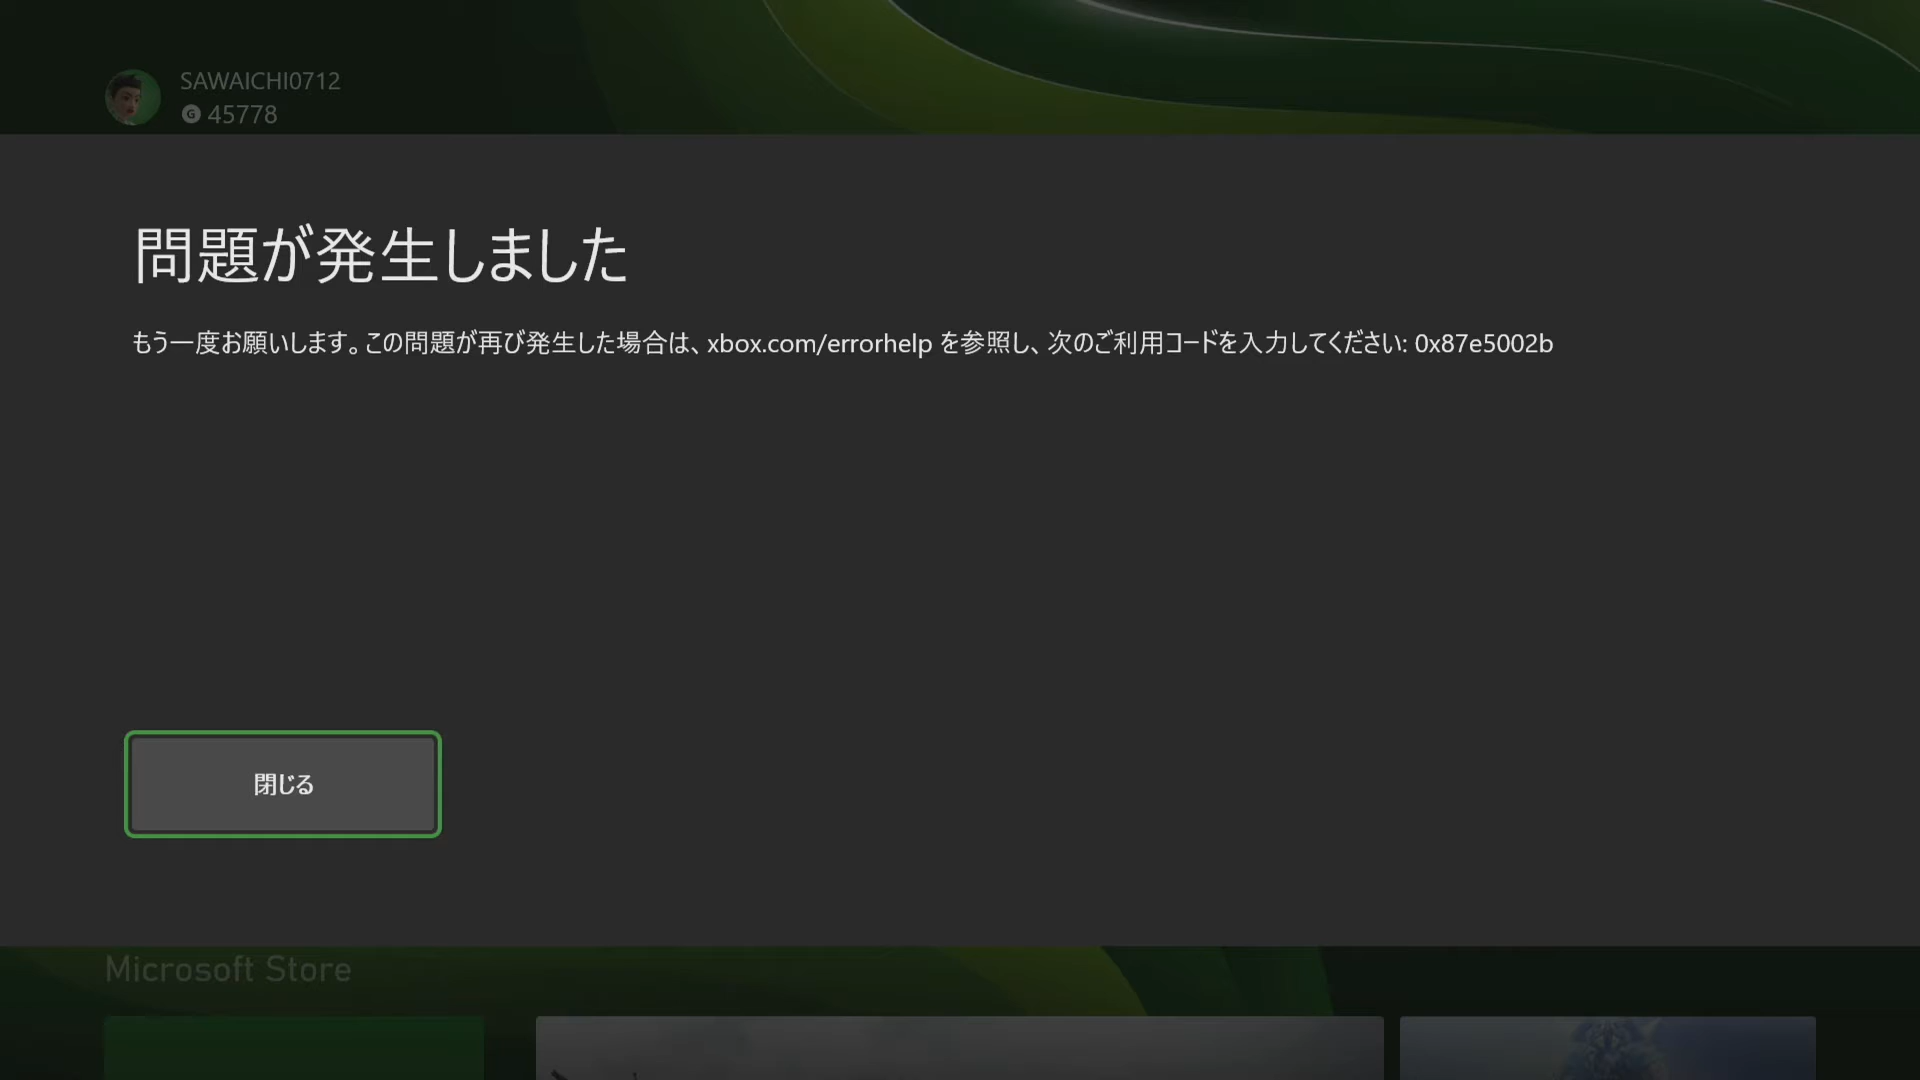 SAWAICHI0712
G 45778
問題が発生しました
もう一度お願いします。この問題が再び発生した場合は、xbox.com/errorhelp を参照し、次のご利用コードを入力してください: 0x87e5002b
閉じる
Microsoft Store